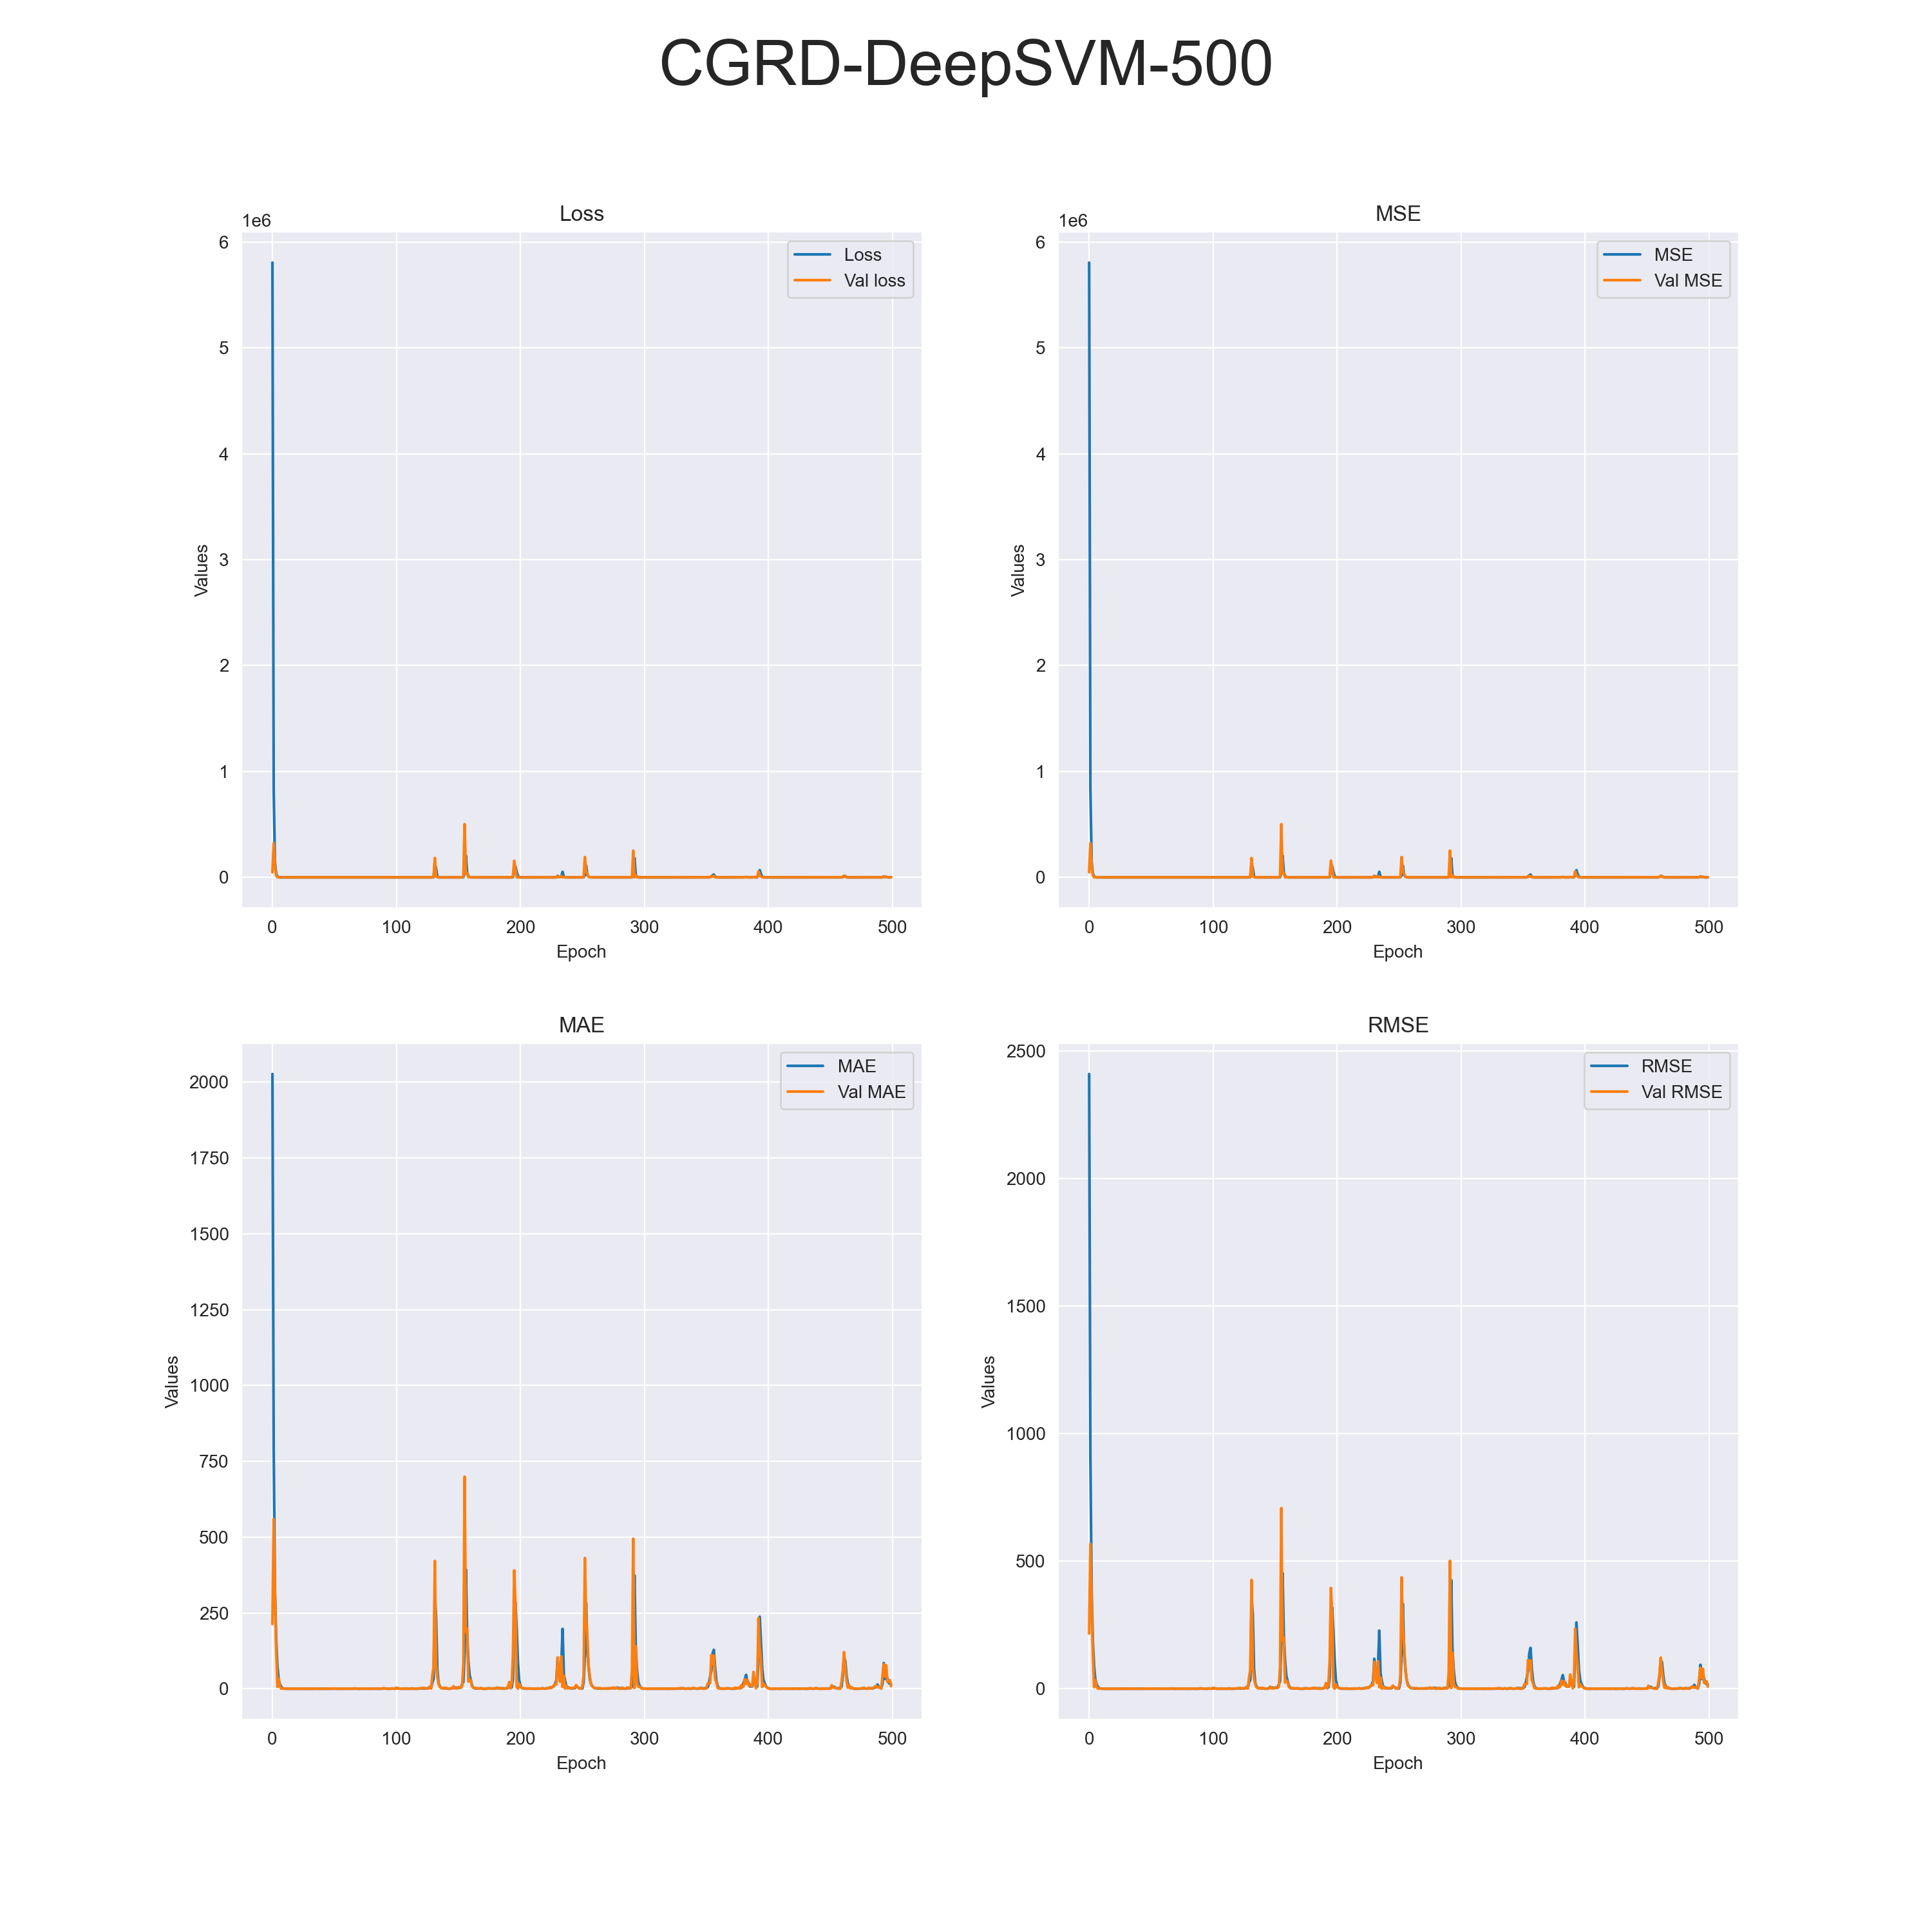 CGRD-DeepSVM-500
Loss
1e6
6
5
4
3
2
1
0
Values
0 100 200 300 400 500
Epoch
Loss
Val loss
MSE
1e6
6
5
4
3
2
1
0
Values
0 100 200 300 400 500
Epoch
MSE
Val MSE
MAE
2000
1750
1500
1250
1000
750
500
250
0
Values
0 100 200 300 400 500
Epoch
MAE
Val MAE
RMSE
2500
2000
1500
1000
500
0
Values
0 100 200 300 400 500
Epoch
RMSE
Val RMSE